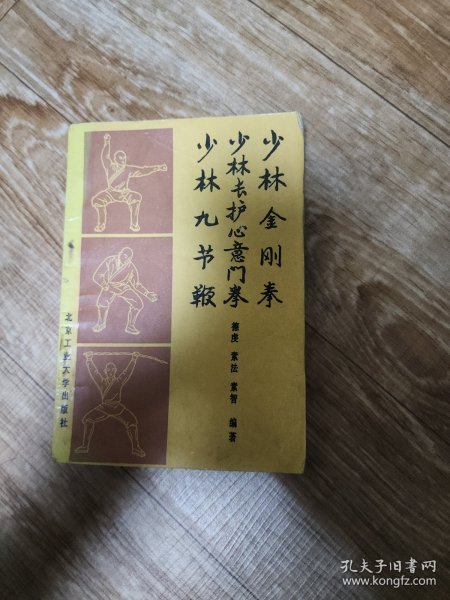 少林金刚拳
少林长护心意门拳
少林九节鞭
德虔 素法 素智 编著
北京工业大学出版社
孔夫子旧书网
www.kongfz.com